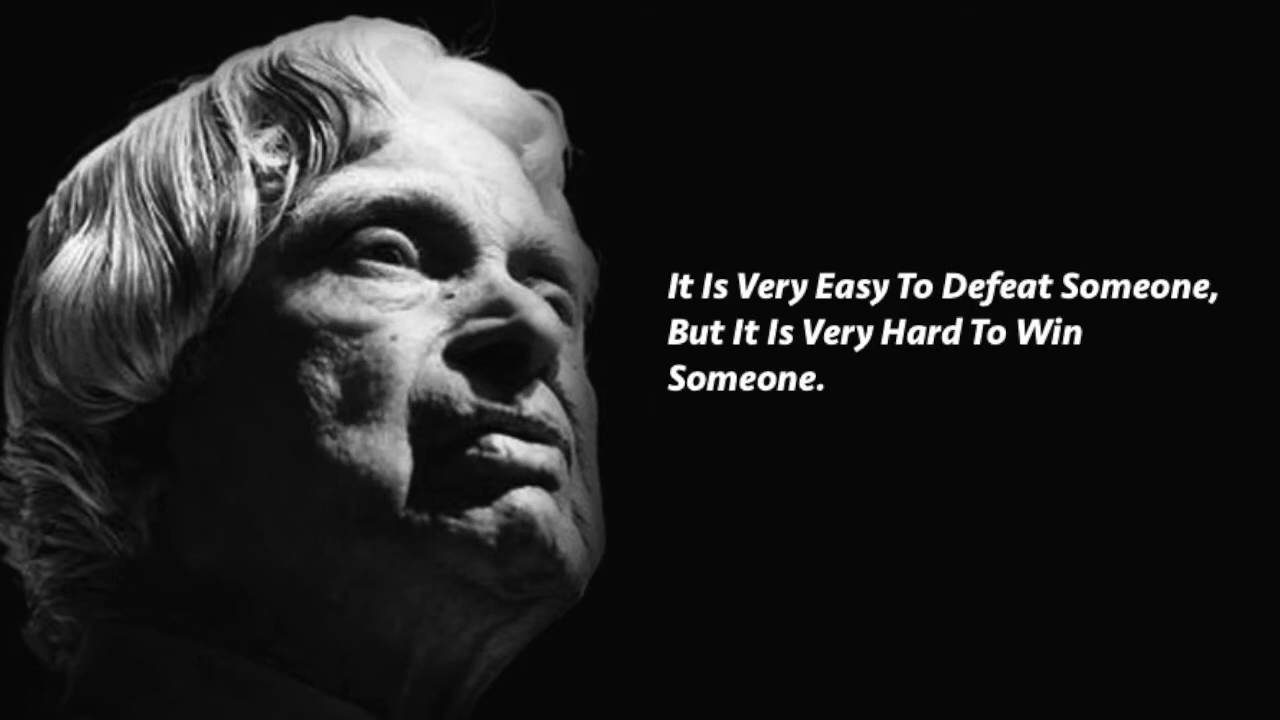 It Is Very Easy To Defeat Someone,
But It Is Very Hard To Win
Someone.